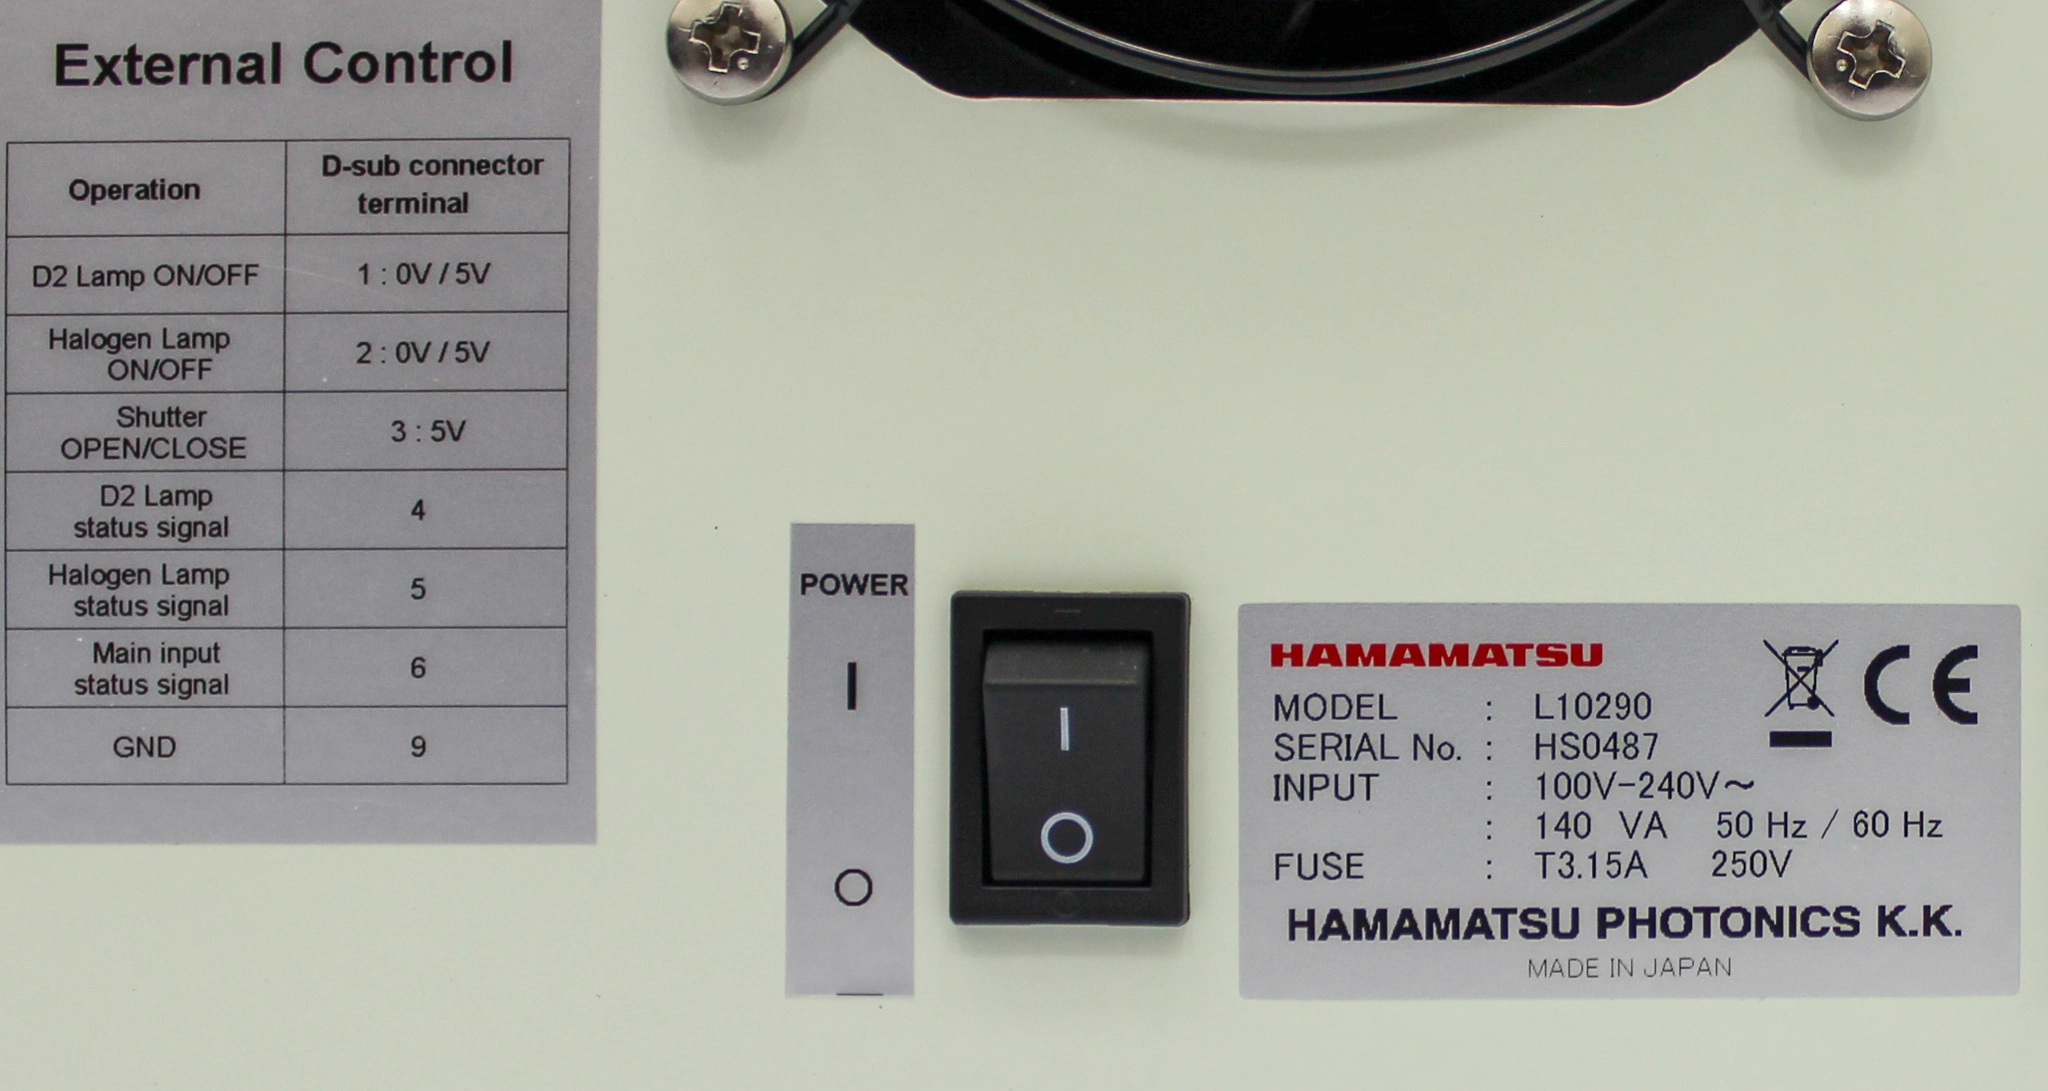 External Control
Operation
D-sub connector
terminal
D2 Lamp ON/OFF
1 : 0V / 5V
Halogen Lamp
ON/OFF
2 : 0V / 5V
Shutter
OPEN/CLOSE
3 : 5V
D2 Lamp
status signal
4
Halogen Lamp
status signal
5
Main input
status signal
6
GND
9
POWER
I
O
I
O
HAMAMATSU
CE
MODEL : L10290
SERIAL No. : HS0487
INPUT : 100V-240V～
: 140 VA 50 Hz / 60 Hz
FUSE : T3.15A 250V
HAMAMATSU PHOTONICS K.K.
MADE IN JAPAN